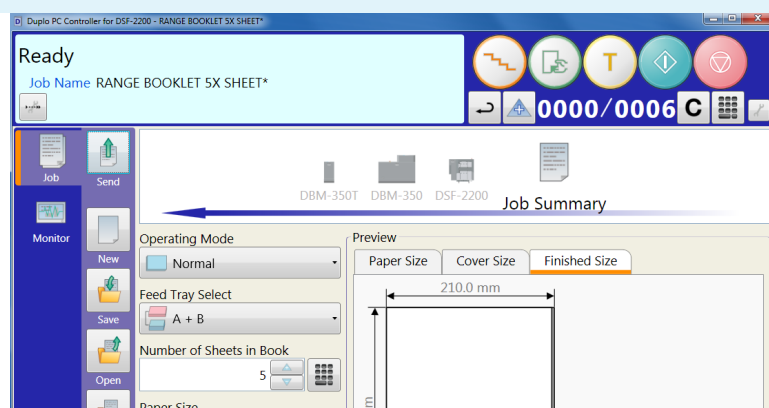 Duplo PC Controller for DSF-2200 - RANGE BOOKLET 5X SHEET*
Ready
Job Name RANGE BOOKLET 5X SHEET*
T
0000/0006 C
Job
Send
DBM-350T DBM-350 DSF-2200 Job Summary
Monitor
New
Operating Mode
Normal
Preview
Paper Size Cover Size Finished Size
Feed Tray Select
A + B
210.0 mm
Save
Number of Sheets in Book
5
Open
Paper Size
m